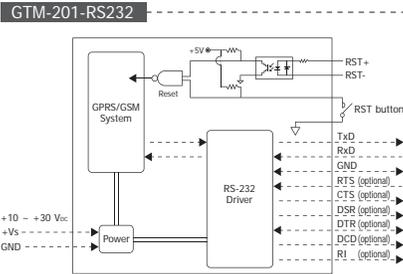 GTM-201-RS232
+5V
RST+
RST-
Reset
GPRS/GSM
System
RST button
TxD
RxD
GND
RTS (optional)
CTS (optional)
DSR (optional)
DTR (optional)
DCD (optional)
RI (optional)
RS-232
Driver
+10 ~ +30 VDC
+Vs
GND
Power